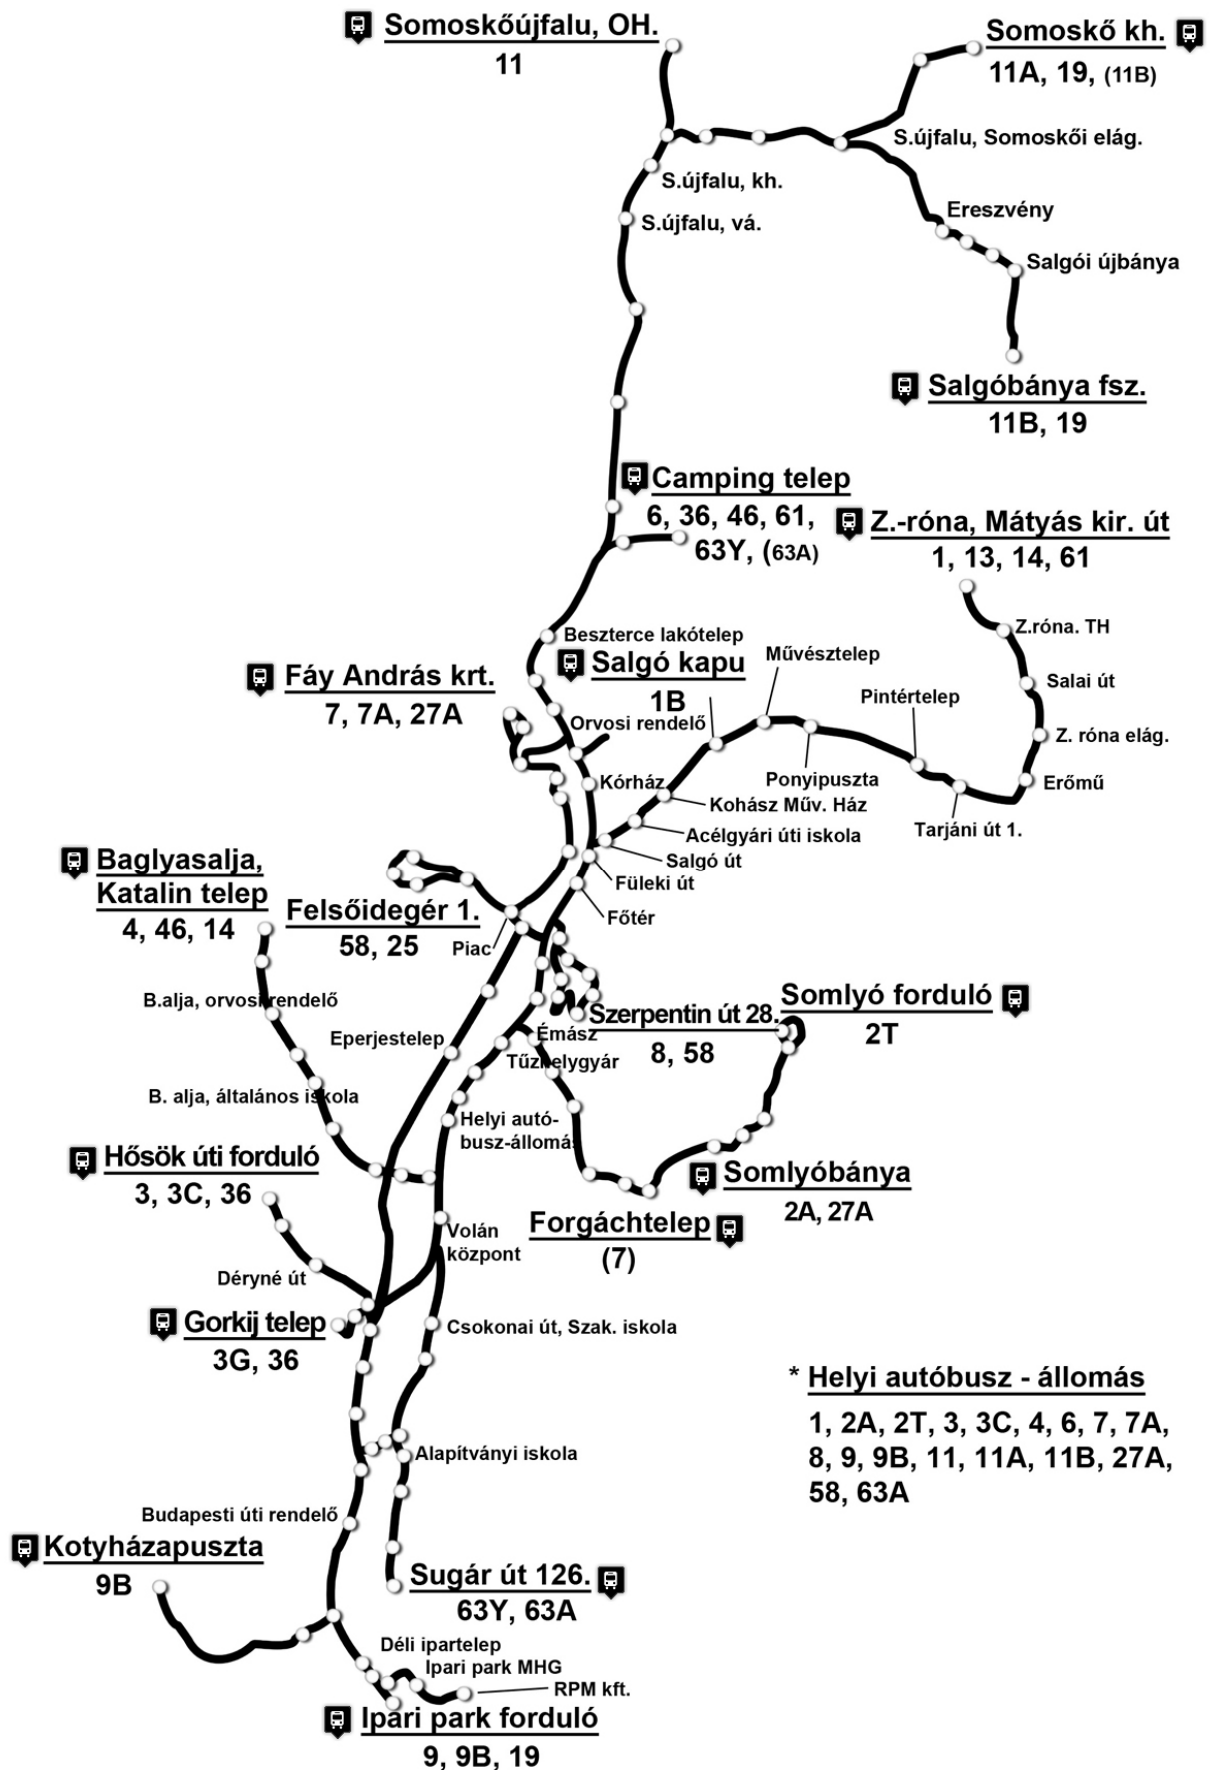 Somoskőújfalu, OH.
11
Somoskő kh.
11A, 19, (11B)
S.újfalu, Somoskői elág.
S.újfalu, kh.
S.újfalu, vá.
Ereszvény
Salgói újbánya
Salgóbánya fsz.
11B, 19
Camping telep
6, 36, 46, 61,
63Y, (63A)
Z.-róna, Mátyás kir. út
1, 13, 14, 61
Z.róna. TH
Salai út
Z. róna elág.
Erőmű
Tarjáni út 1.
Pintértelep
Ponyipuszta
Művésztelep
Beszterce lakótelep
Salgó kapu
1B
Fáy András krt.
7, 7A, 27A
Orvosi rendelő
Kórház
Kohász Műv. Ház
Acélgyári úti iskola
Salgó út
Füleki út
Főtér
Baglyasalja,
Katalin telep
4, 46, 14
Felsőidegér 1.
58, 25
Piac
B.alja, orvosi rendelő
Eperjestelep
B. alja, általános iskola
Szerpentin út 28.
8, 58
Somlyó forduló
2T
Émász
Tűzhelygyár
Helyi autó-
busz-állomás
Hősök úti forduló
3, 3C, 36
Somlyóbánya
2A, 27A
Forgáchtelep
(7)
Volán
központ
Déryné út
Gorkij telep
3G, 36
Csokonai út, Szak. iskola
* Helyi autóbusz - állomás
1, 2A, 2T, 3, 3C, 4, 6, 7, 7A,
8, 9, 9B, 11, 11A, 11B, 27A,
58, 63A
Alapítványi iskola
Budapesti úti rendelő
Kotyházapuszta
9B
Sugár út 126.
63Y, 63A
Déli ipartelep
Ipari park MHG
RPM kft.
Ipari park forduló
9, 9B, 19